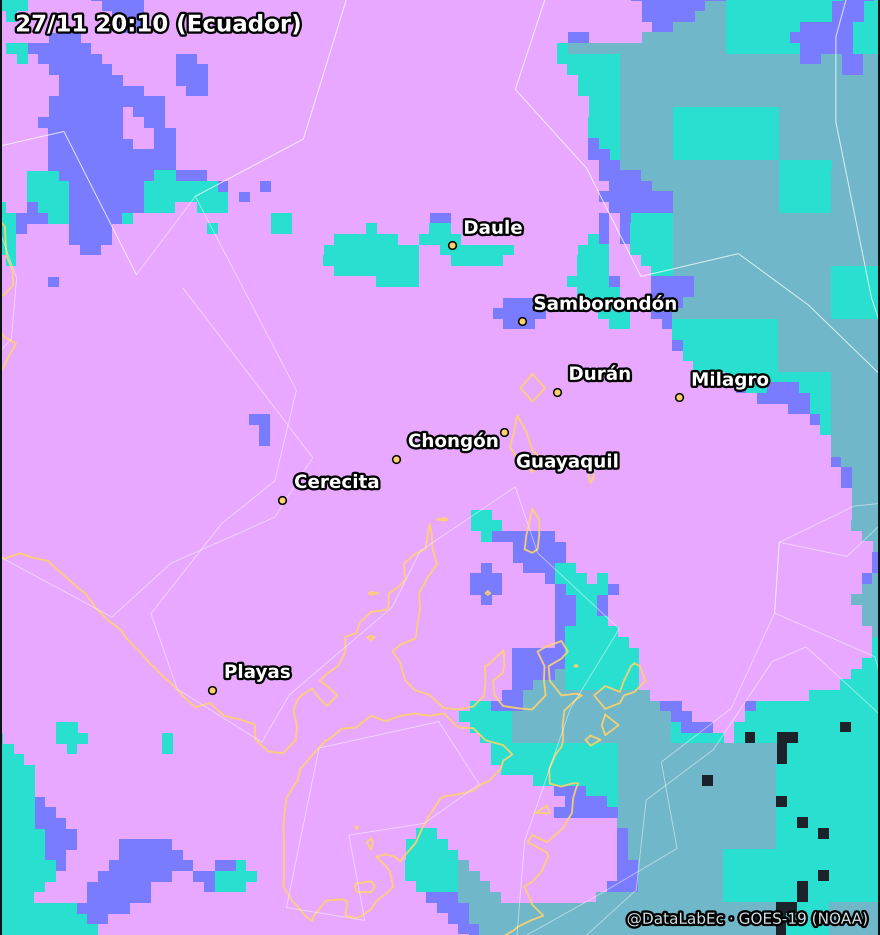 27/11 20:10 (Ecuador)
Daule
Samborondón
Durán
Milagro
Chongón
Guayaquil
Cerecita
Playas
@DataLabEc · GOES-19 (NOAA)